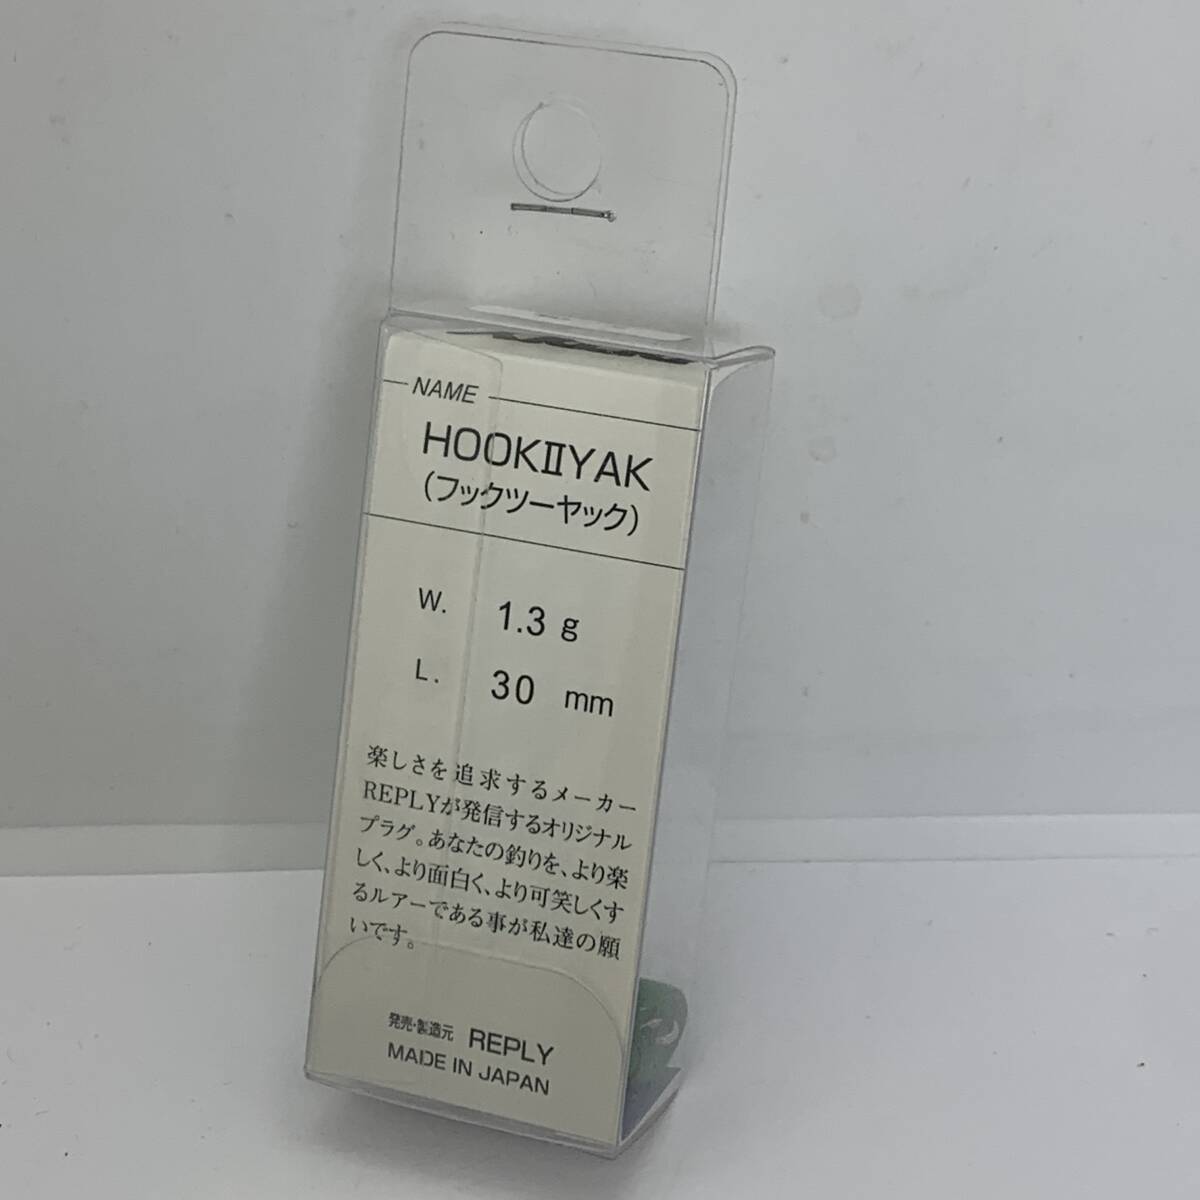 NAME
HOOKⅡYAK
(フックツーヤック)
W. 1.3 g
L. 30 mm
楽しさを追求するメーカー
REPLYが発信するオリジナル
プラグ。あなたの釣りを、より楽
しく、より面白く、より可笑しくす
るルアーである事が私達の願
いです。
発売・製造元 REPLY
MADE IN JAPAN